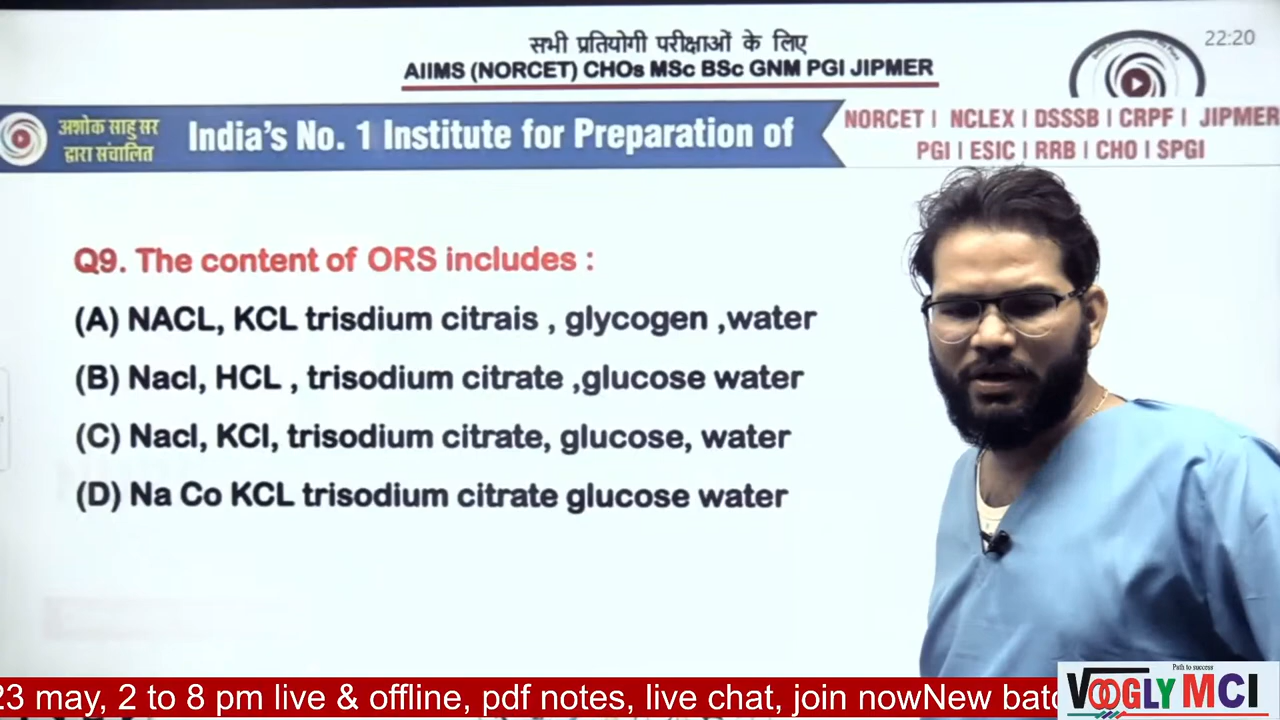 सभी प्रतियोगी परीक्षाओं के लिए
22:20
AIIMS (NORCET) CHOs MSc BSc GNM PGI JIPMER
अशोक साहु सर
द्वारा संचालित
India's No. 1 Institute for Preparation of
NORCET I NCLEX I DSSSB I CRPF I JIPMER
PGI I ESIC I RRB I CHO I SPGI
Q9. The content of ORS includes :
(A) NACL, KCL trisdium citrais , glycogen ,water
(B) Nacl, HCL , trisodium citrate ,glucose water
(C) Nacl, KCl, trisodium citrate, glucose, water
(D) Na Co KCL trisodium citrate glucose water
Path to success
23 may, 2 to 8 pm live & offline, pdf notes, live chat, join nowNew batc
VOOGLY MCI